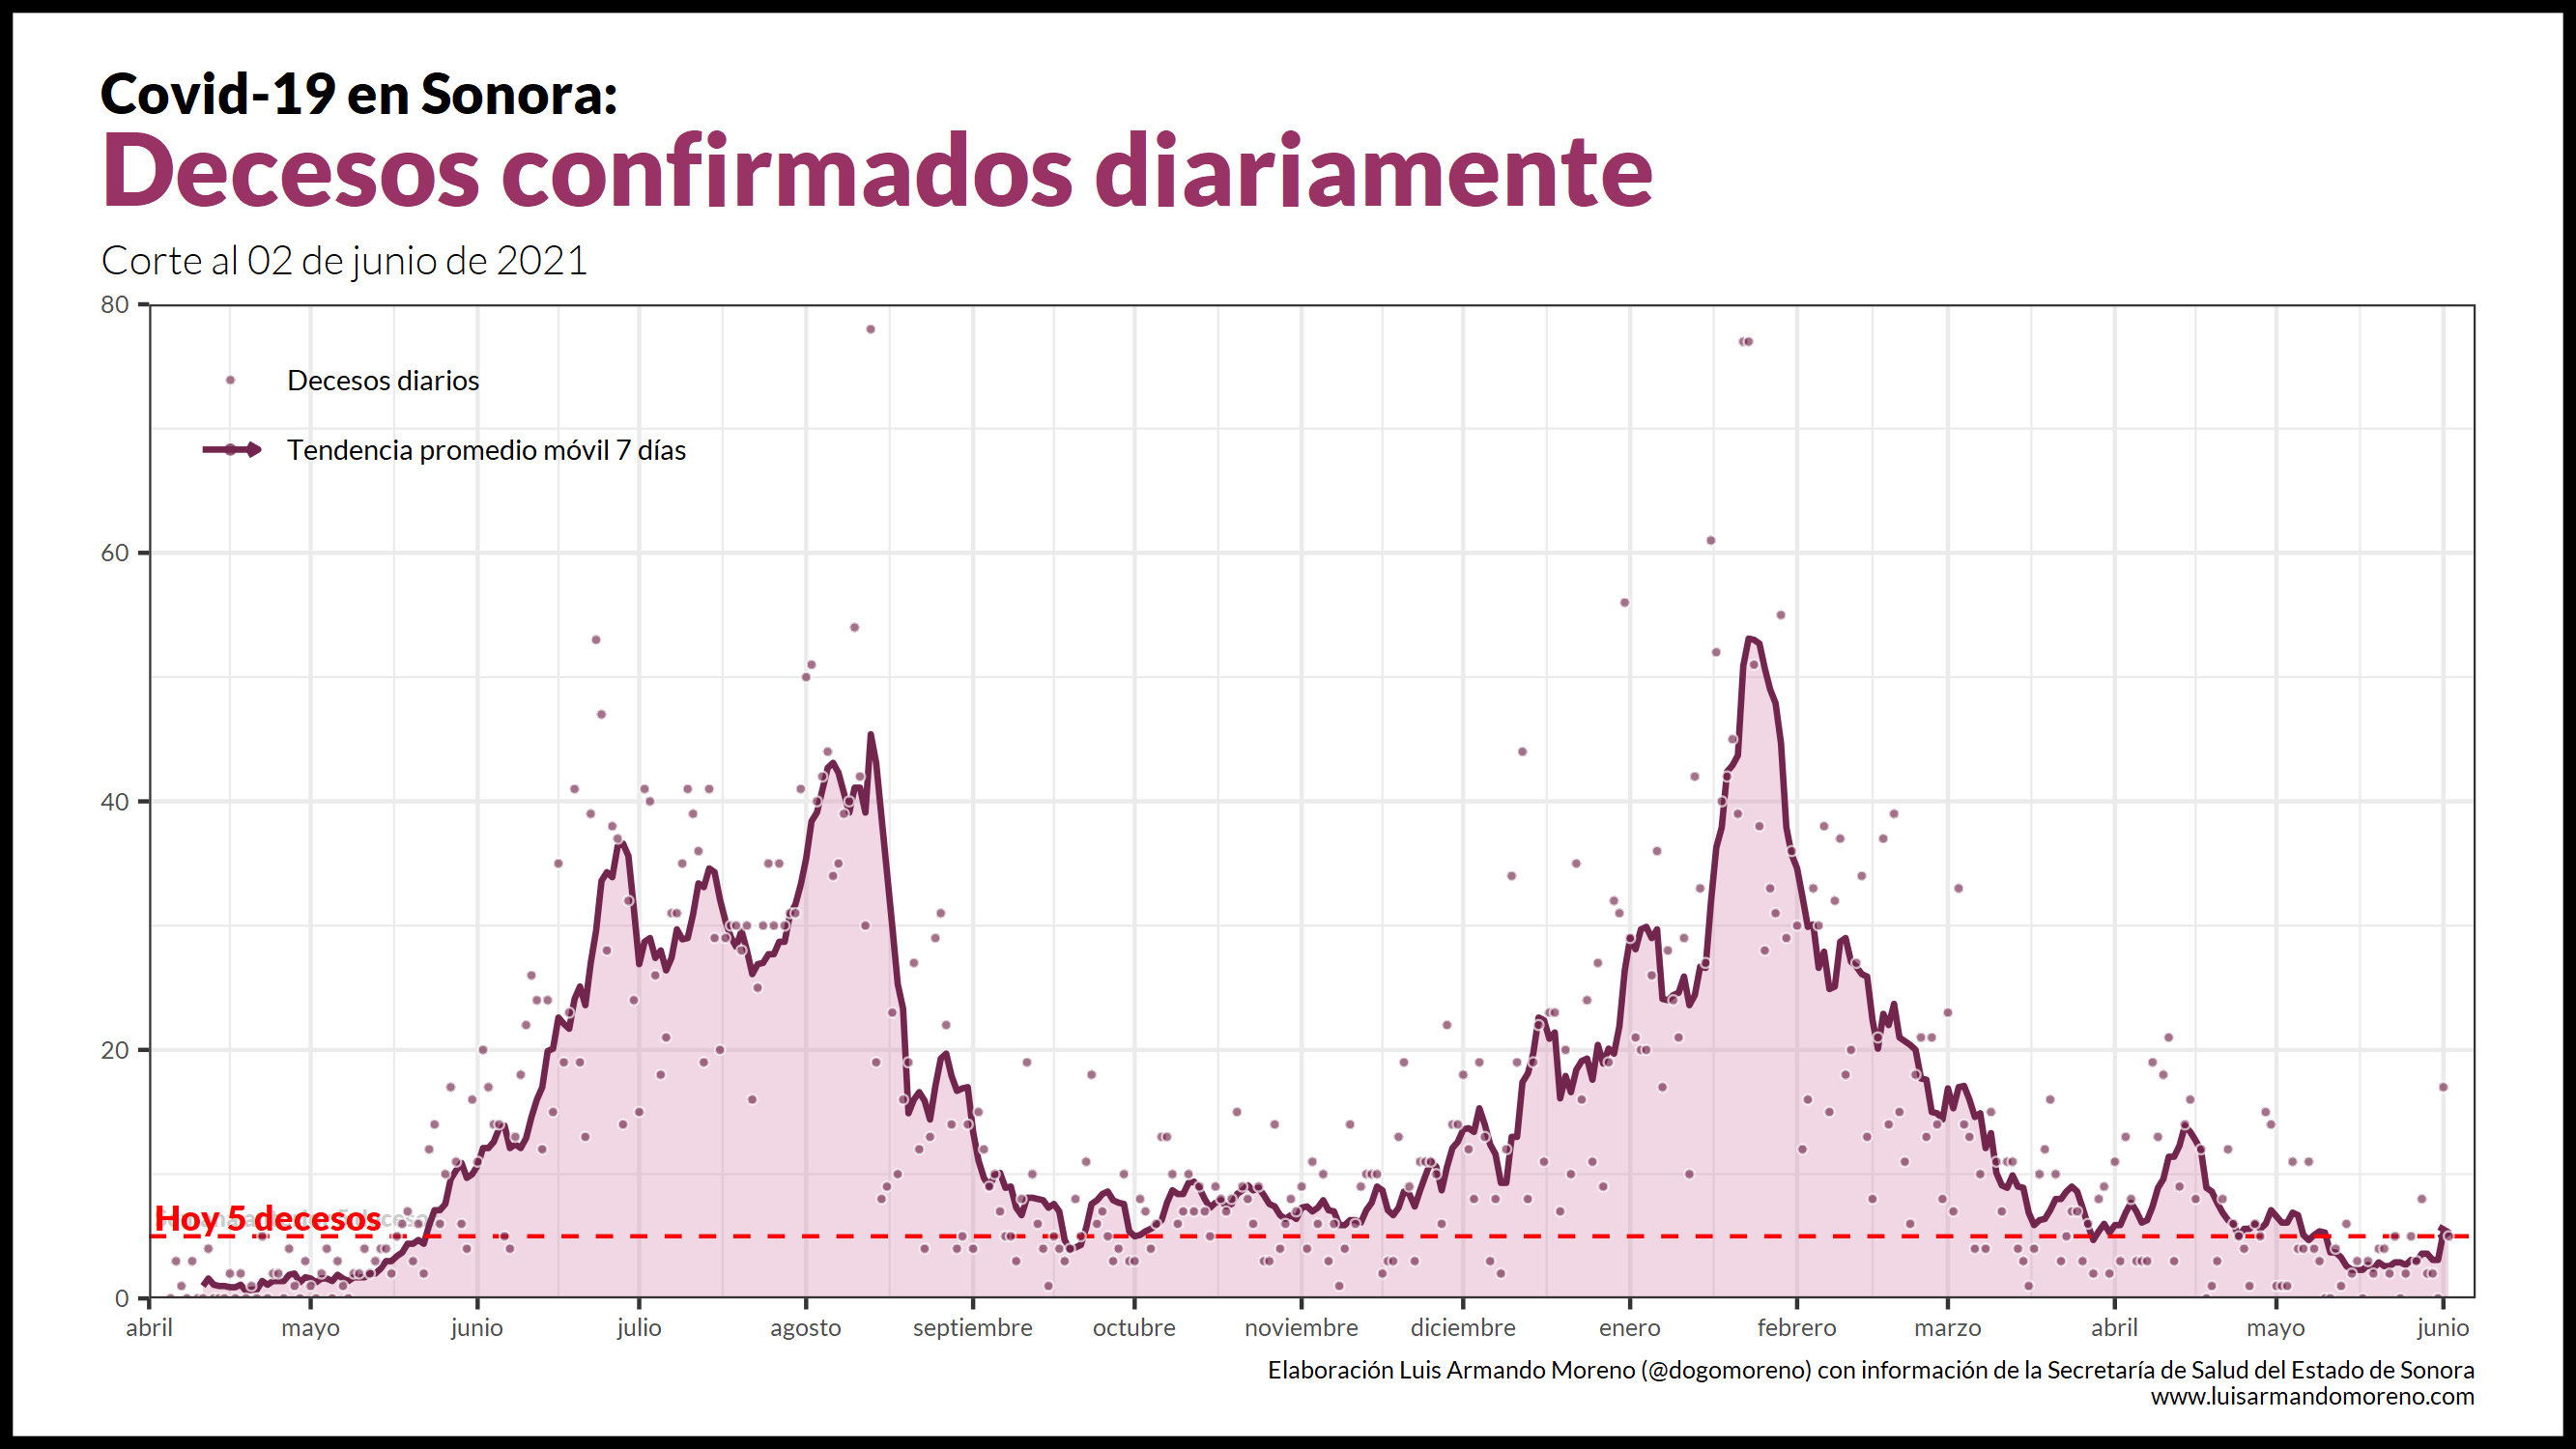 Covid-19 en Sonora:
Decesos confirmados diariamente
Corte al 02 de junio de 2021
80
Decesos diarios
Tendencia promedio móvil 7 días
60
40
20
Hoy 5 decesos
0
abril mayo junio julio agosto septiembre octubre noviembre diciembre enero febrero marzo abril mayo junio
Elaboración Luis Armando Moreno (@dogomoreno) con información de la Secretaría de Salud del Estado de Sonora
www.luisarmandomoreno.com